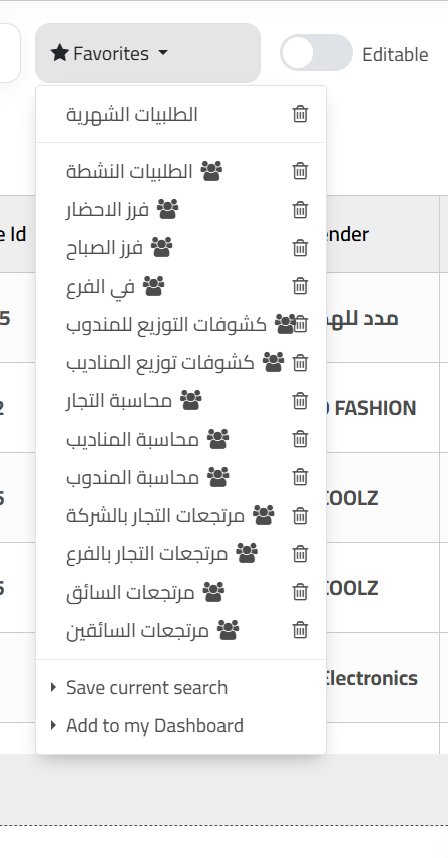 Favorites
Editable
الطلبيات الشهرية
الطلبيات النشطة
فرز الاحضار
e Id
ender
فرز الصباح
في الفرع
5
مدد للهد
كشوفات التوزيع للمندوب
كشوفات توزيع المناديب
محاسبة التجار
2
FASHION
محاسبة المناديب
محاسبة المندوب
5
COOLZ
مرتجعات التجار بالشركة
مرتجعات التجار بالفرع
مرتجعات السائق
5
COOLZ
مرتجعات السائقين
Electronics
Save current search
Add to my Dashboard